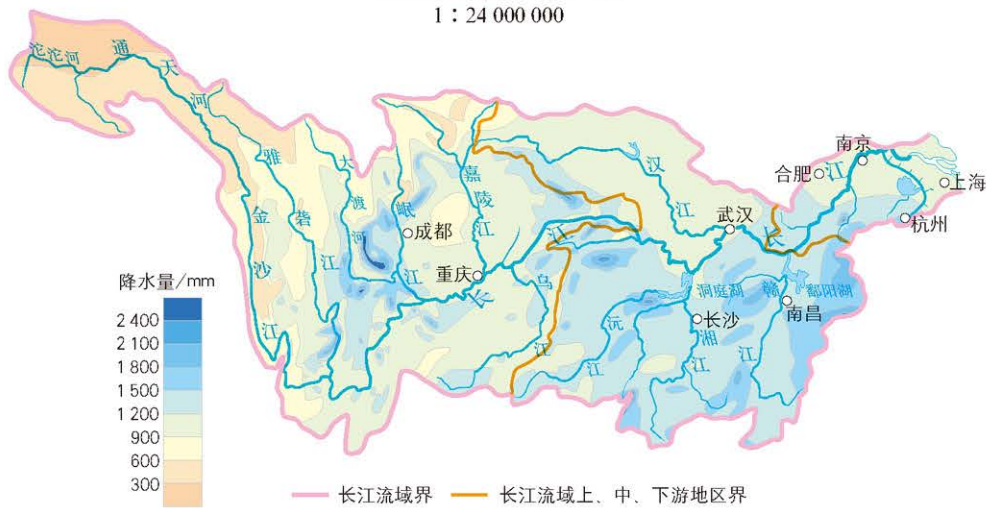 1：24 000 000
沱沱河
通天河
雅砻江
金沙江
大渡河
岷江
嘉陵江
成都
重庆
长江
乌江
汉江
武汉
洞庭湖
沅江
长沙
湘江
赣江
鄱阳湖
南昌
合肥
南京
上海
杭州
降水量/mm
2 400
2 100
1 800
1 500
1 200
900
600
300
长江流域界
长江流域上、中、下游地区界